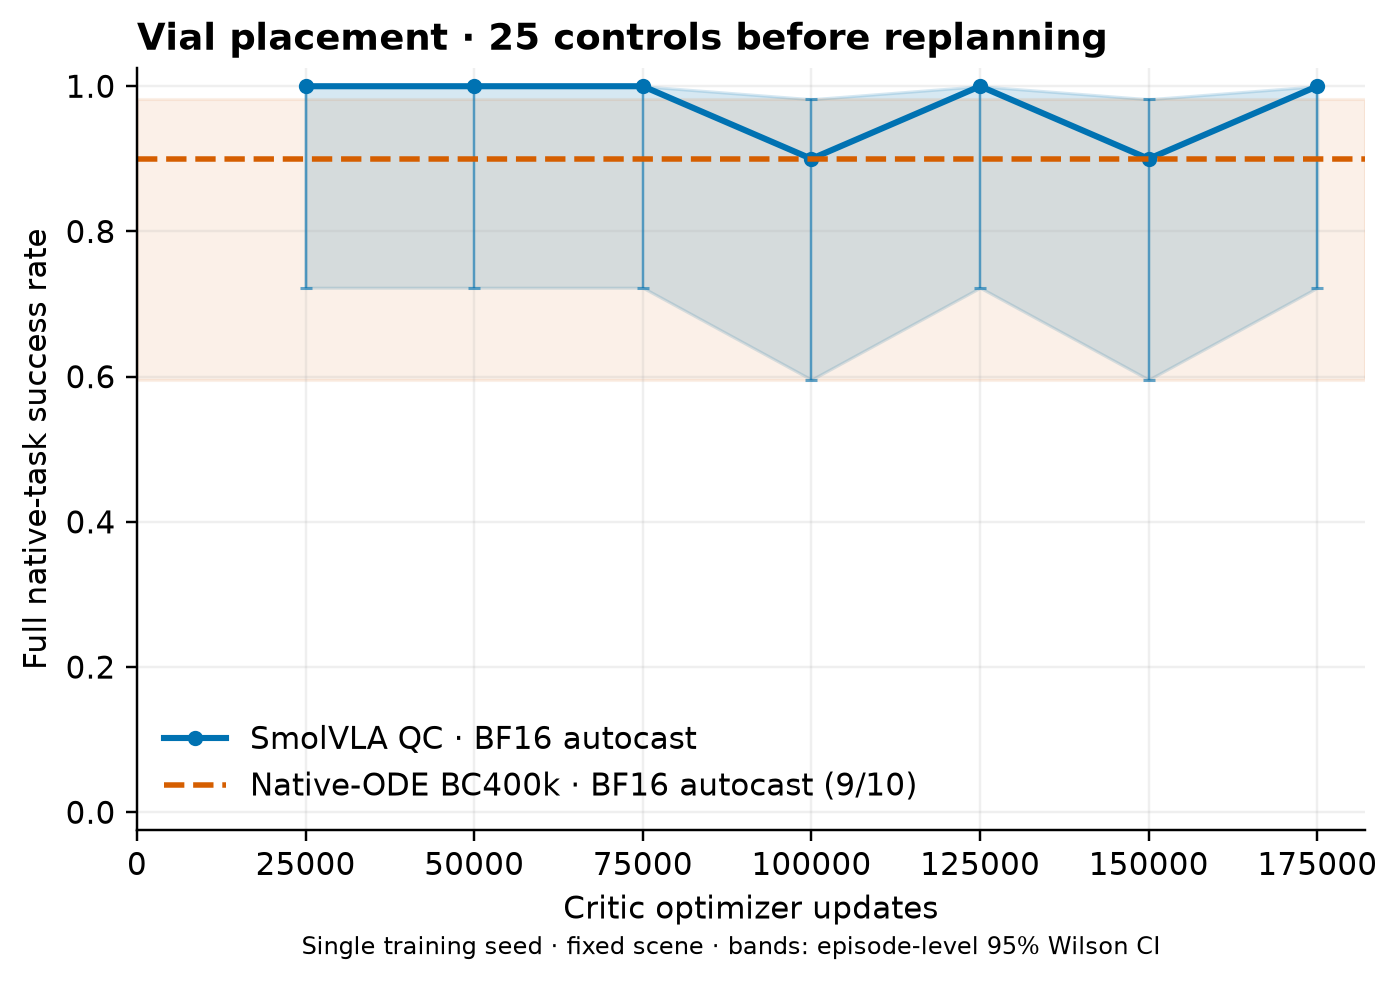 Vial placement · 25 controls before replanning
Full native-task success rate
1.0
0.8
0.6
0.4
0.2
0.0
SmolVLA QC · BF16 autocast
Native-ODE BC400k · BF16 autocast (9/10)
0 25000 50000 75000 100000 125000 150000 175000
Critic optimizer updates
Single training seed · fixed scene · bands: episode-level 95% Wilson CI